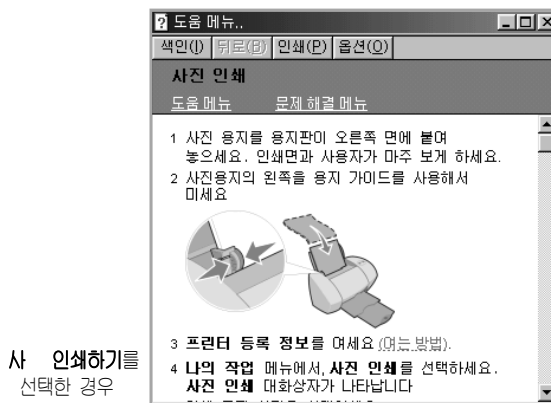 도움 메뉴..
색인(I) 뒤로(B) 인쇄(P) 옵션(O)
사진 인쇄
도움 메뉴 문제 해결 메뉴
1 사진 용지를 용지판이 오른쪽 면에 붙여
놓으세요. 인쇄면과 사용자가 마주 보게 하세요.
2 사진용지의 왼쪽을 용지 가이드를 사용해서
미세요
3 프린터 등록 정보를 여세요 (여는 방법).
4 나의 작업 메뉴에서, 사진 인쇄를 선택하세요.
사진 인쇄 대화상자가 나타납니다
사 인쇄하기를
선택한 경우